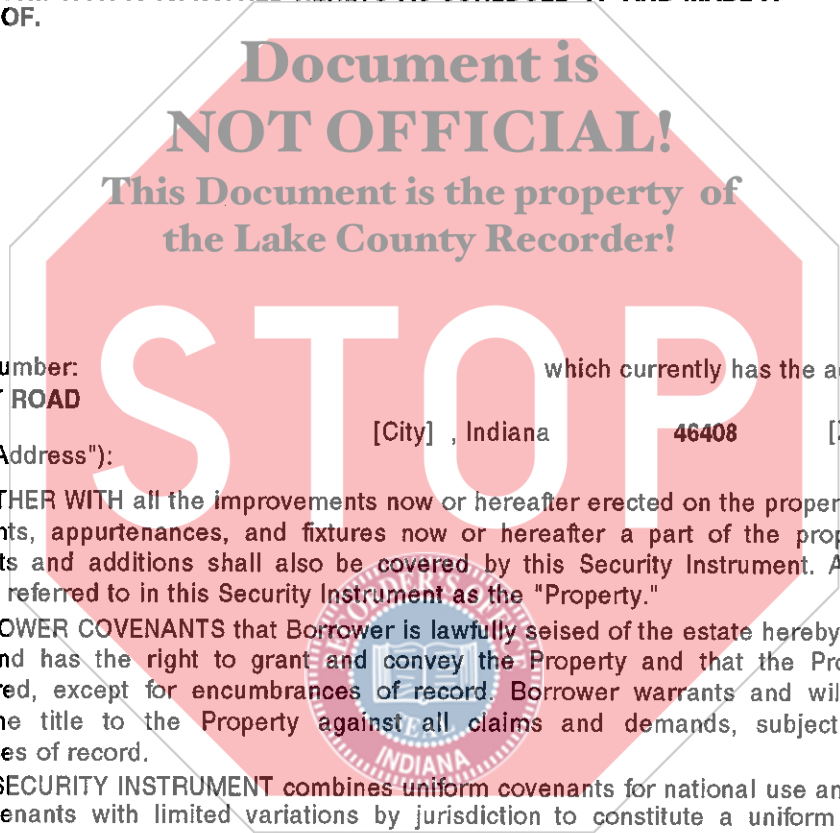 OF.
Document is
NOT OFFICIAL!
This Document is the property of
the Lake County Recorder!
STOP
umber: which currently has the a
ROAD
[City] , Indiana 46408 [
Address"):
THER WITH all the improvements now or hereafter erected on the proper
nts, appurtenances, and fixtures now or hereafter a part of the prop
ts and additions shall also be covered by this Security Instrument. A
referred to in this Security Instrument as the "Property."
OWER COVENANTS that Borrower is lawfully seised of the estate hereby
nd has the right to grant and convey the Property and that the Pro
red, except for encumbrances of record. Borrower warrants and wil
ne title to the Property against all claims and demands, subject
es of record.
SECURITY INSTRUMENT combines uniform covenants for national use an
enants with limited variations by jurisdiction to constitute a uniform
SEAL
INDIANA